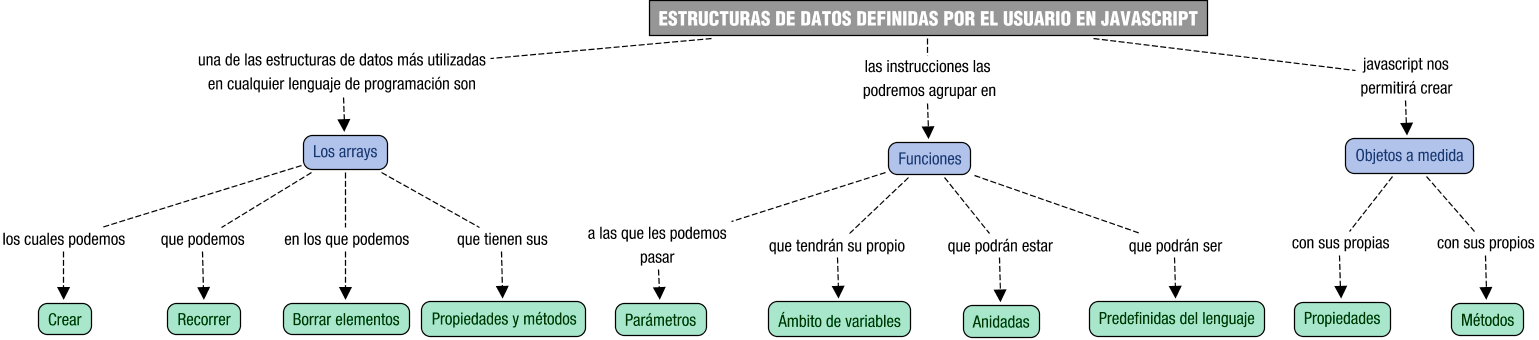 ESTRUCTURAS DE DATOS DEFINIDAS POR EL USUARIO EN JAVASCRIPT
una de las estructuras de datos más utilizadas
en cualquier lenguaje de programación son
las instrucciones las
podremos agrupar en
javascript nos
permitirá crear
Los arrays
Funciones
Objetos a medida
los cuales podemos
que podemos
en los que podemos
que tienen sus
a las que les podemos
pasar
que tendrán su propio
que podrán estar
que podrán ser
con sus propias
con sus propios
Crear
Recorrer
Borrar elementos
Propiedades y métodos
Parámetros
Ámbito de variables
Anidadas
Predefinidas del lenguaje
Propiedades
Métodos